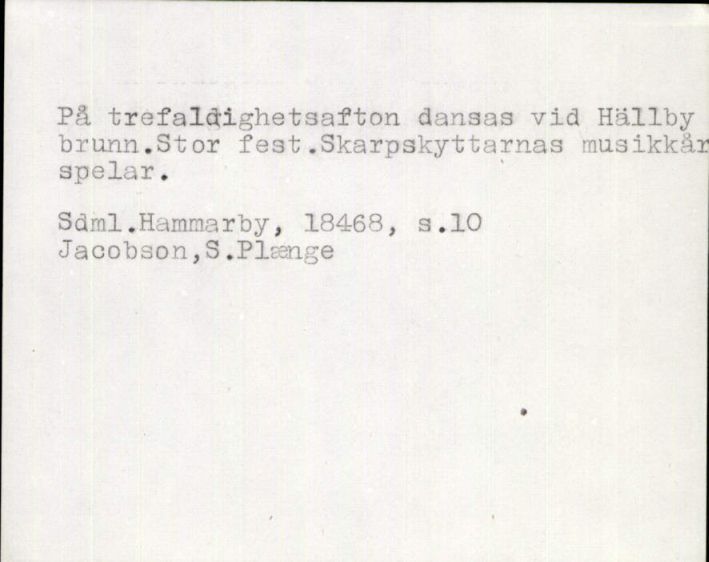 På trefaldighetsafton dansas vid Hällby
brunn.Stor fest.Skarpskyttarnas musikkår
spelar.
Sdml.Hammarby, 18468, s.10
Jacobson,S.Plænge